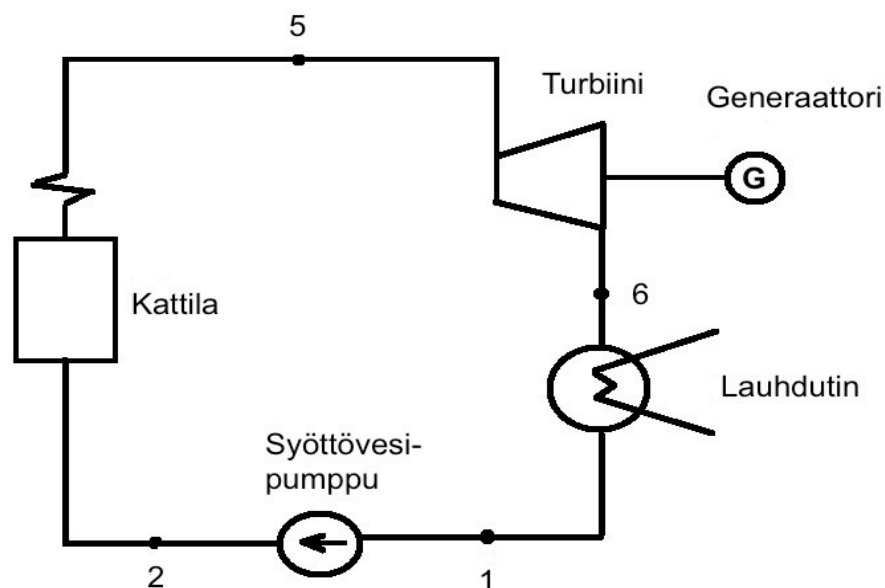 5
Turbiini
Generaattori
G
6
Kattila
Lauhdutin
Syöttövesi-
pumppu
2
1